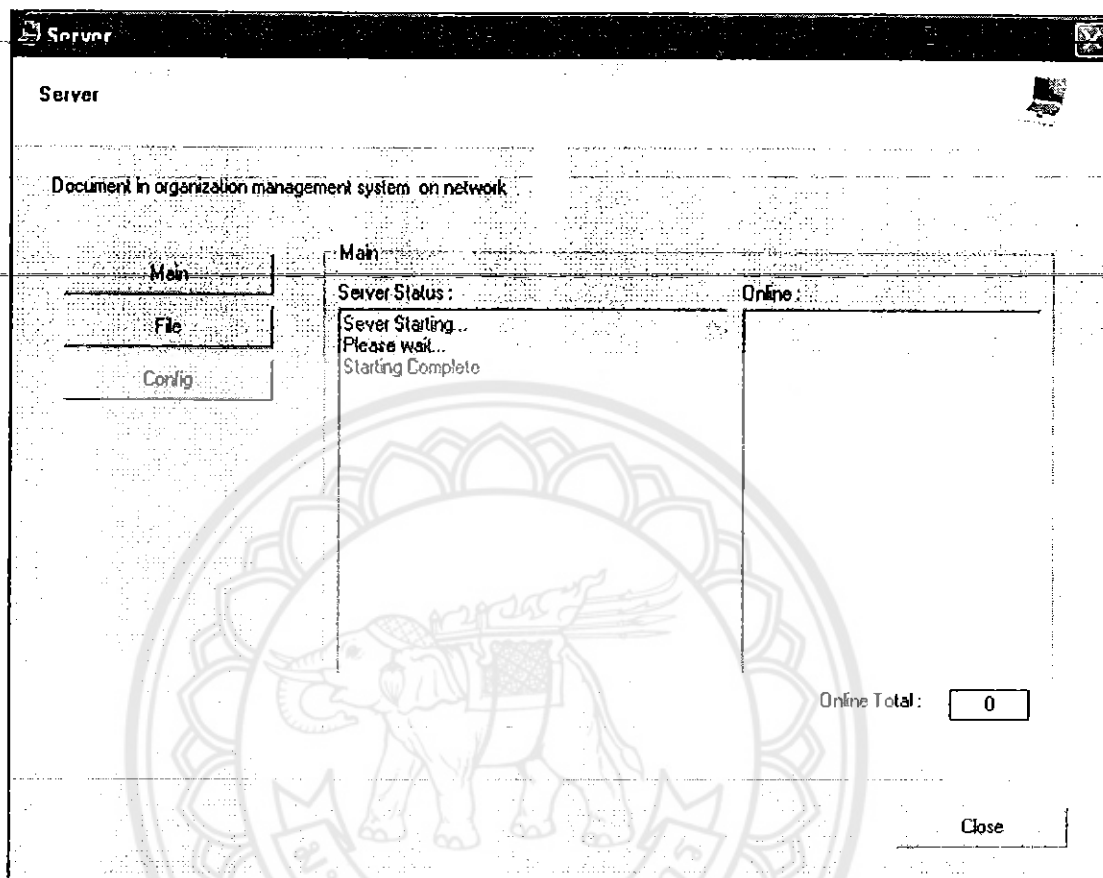 Server
Server
Document in organization management system on network
Main
File
Config
Main
Server Status :
Sever Starting...
Please wait...
Starting Complete
Online :
Online Total :
0
Close